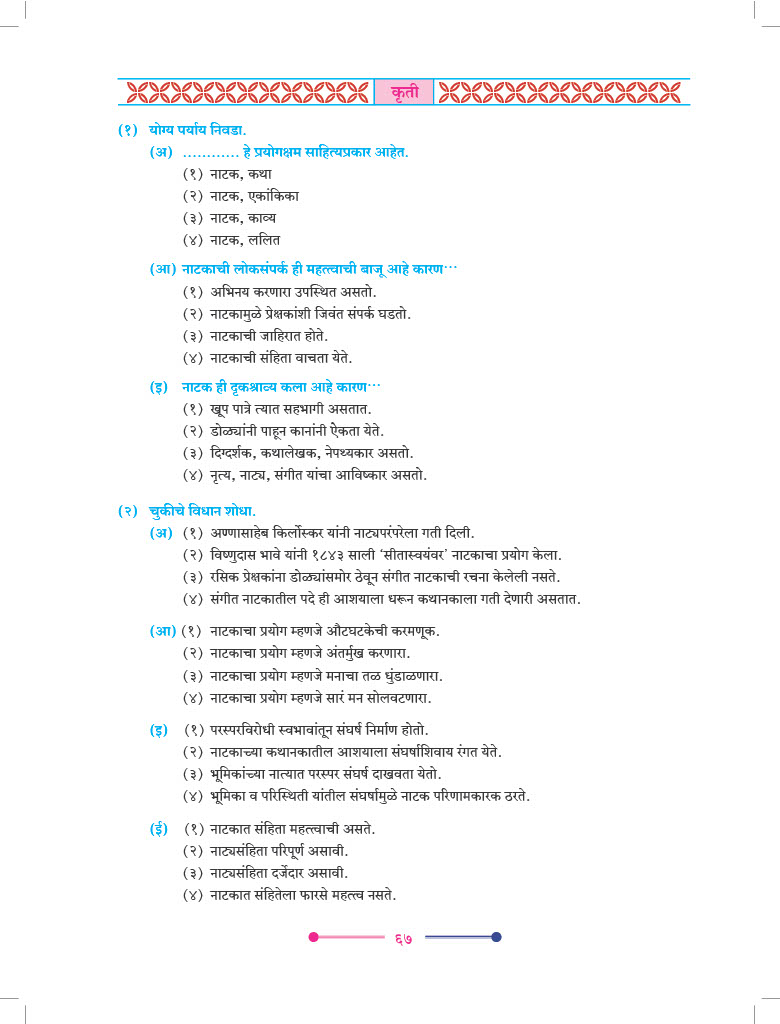 कृती
(१) योग्य पर्याय निवडा.
(अ) ............ हे प्रयोगक्षम साहित्यप्रकार आहेत.
(१) नाटक, कथा
(२) नाटक, एकांकिका
(३) नाटक, काव्य
(४) नाटक, ललित
(आ) नाटकाची लोकसंपर्क ही महत्त्वाची बाजू आहे कारण...
(१) अभिनय करणारा उपस्थित असतो.
(२) नाटकामुळे प्रेक्षकांशी जिवंत संपर्क घडतो.
(३) नाटकाची जाहिरात होते.
(४) नाटकाची संहिता वाचता येते.
(इ) नाटक ही दृकश्राव्य कला आहे कारण...
(१) खूप पात्रे त्यात सहभागी असतात.
(२) डोळ्यांनी पाहून कानांनी ऐकता येते.
(३) दिग्दर्शक, कथालेखक, नेपथ्यकार असतो.
(४) नृत्य, नाट्य, संगीत यांचा आविष्कार असतो.
(२) चुकीचे विधान शोधा.
(अ) (१) अण्णासाहेब किर्लोस्कर यांनी नाट्यपरंपरेला गती दिली.
(२) विष्णुदास भावे यांनी १८४३ साली ‘सीतास्वयंवर’ नाटकाचा प्रयोग केला.
(३) रसिक प्रेक्षकांना डोळ्यांसमोर ठेवून संगीत नाटकाची रचना केलेली नसते.
(४) संगीत नाटकातील पदे ही आशयाला धरून कथानकाला गती देणारी असतात.
(आ) (१) नाटकाचा प्रयोग म्हणजे औटघटकेची करमणूक.
(२) नाटकाचा प्रयोग म्हणजे अंतर्मुख करणारा.
(३) नाटकाचा प्रयोग म्हणजे मनाचा तळ धुंडाळणारा.
(४) नाटकाचा प्रयोग म्हणजे सारं मन सोलवटणारा.
(इ) (१) परस्परविरोधी स्वभावांतून संघर्ष निर्माण होतो.
(२) नाटकाच्या कथानकातील आशयाला संघर्षाशिवाय रंगत येते.
(३) भूमिकांच्या नात्यात परस्पर संघर्ष दाखवता येतो.
(४) भूमिका व परिस्थिती यांतील संघर्षामुळे नाटक परिणामकारक ठरते.
(ई) (१) नाटकात संहिता महत्त्वाची असते.
(२) नाट्यसंहिता परिपूर्ण असावी.
(३) नाट्यसंहिता दर्जेदार असावी.
(४) नाटकात संहितेला फारसे महत्त्व नसते.
६७